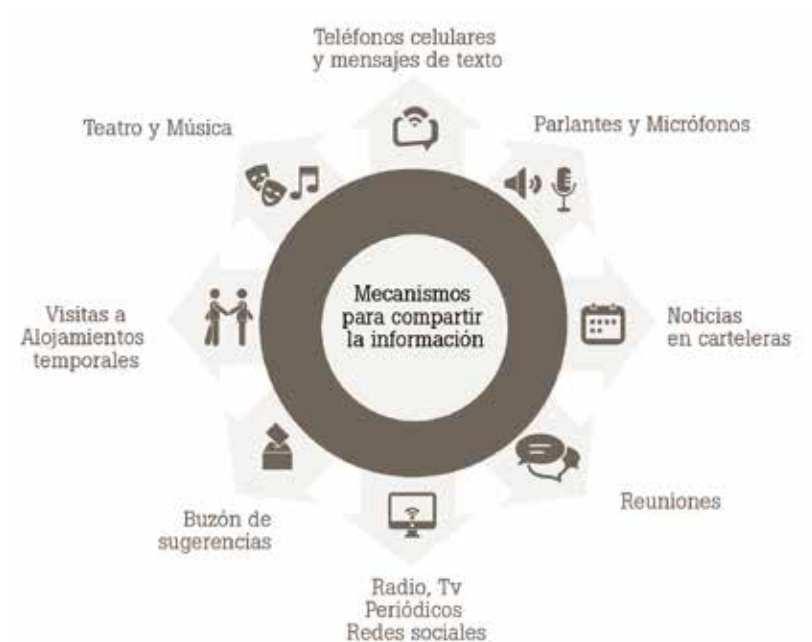 Teléfonos celulares
y mensajes de texto
Teatro y Música
Parlantes y Micrófonos
Mecanismos
para compartir
la información
Visitas a
Alojamientos
temporales
Noticias
en carteleras
Buzón de
sugerencias
Reuniones
Radio, Tv
Periódicos
Redes sociales